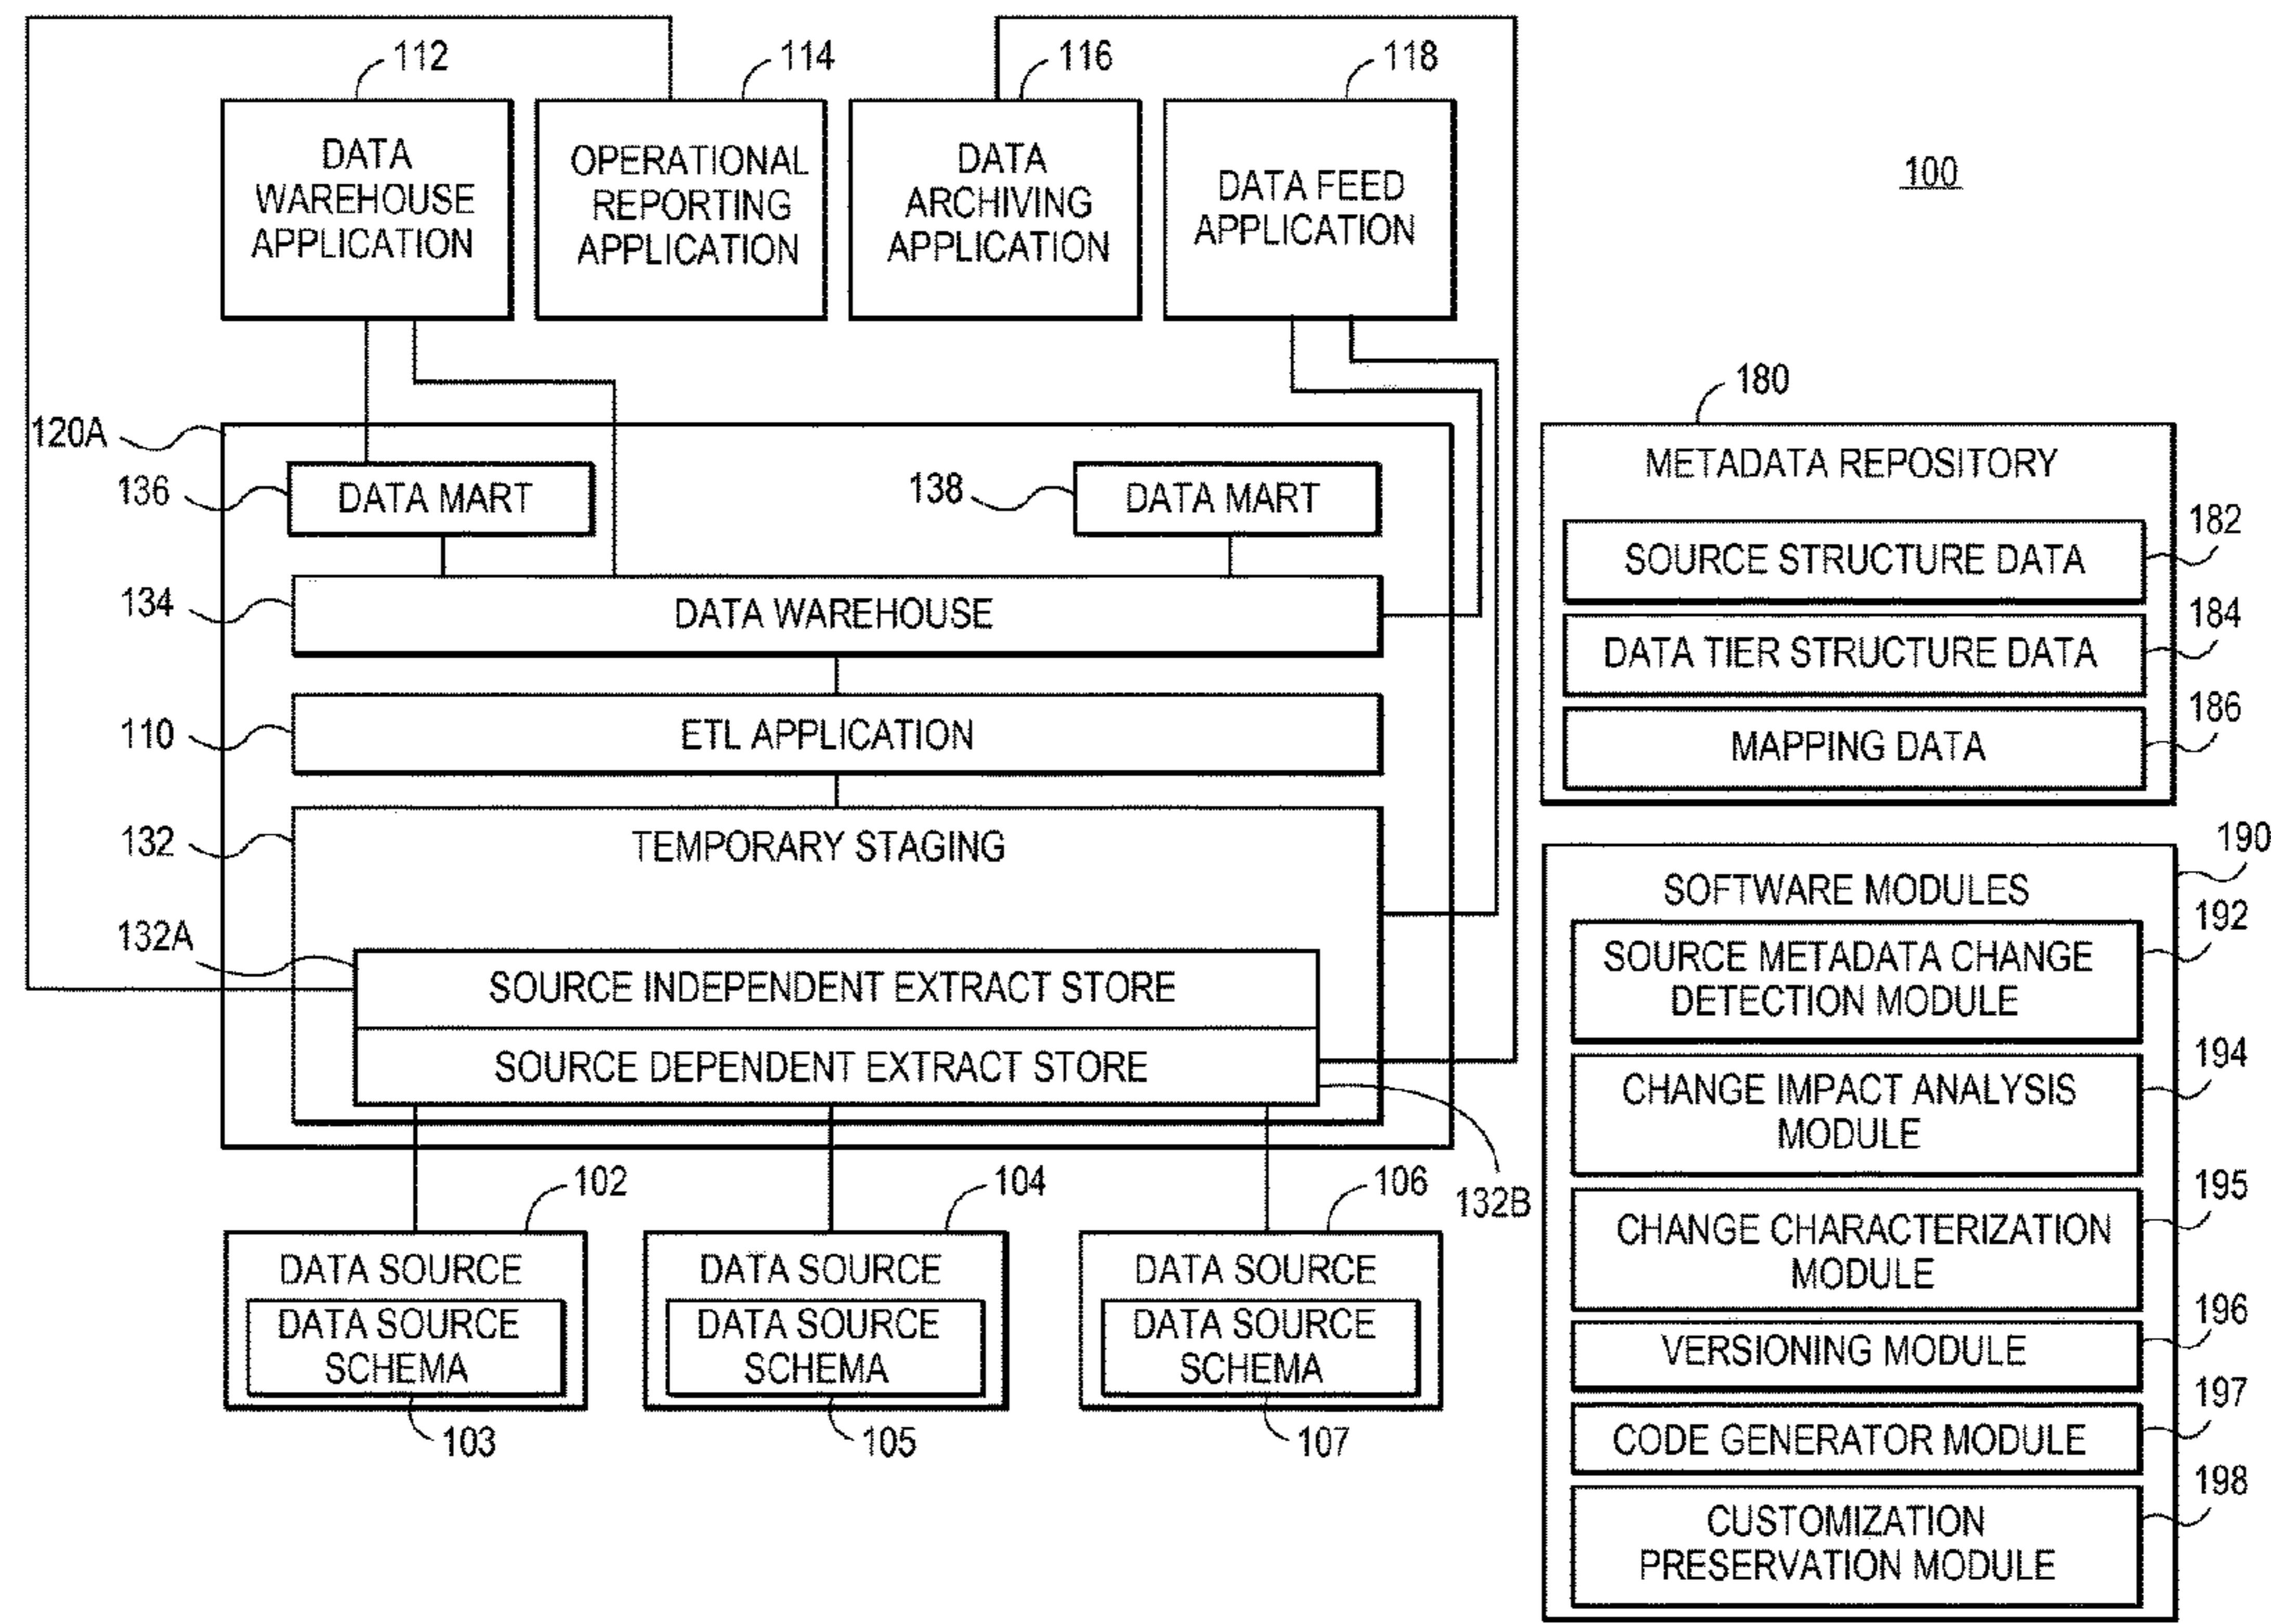 112
114
116
118
DATA
WAREHOUSE
APPLICATION
OPERATIONAL
REPORTING
APPLICATION
DATA
ARCHIVING
APPLICATION
DATA FEED
APPLICATION
100
120A
136
DATA MART
138
DATA MART
134
DATA WAREHOUSE
110
ETL APPLICATION
132
TEMPORARY STAGING
132A
SOURCE INDEPENDENT EXTRACT STORE
SOURCE DEPENDENT EXTRACT STORE
132B
102
DATA SOURCE
DATA SOURCE
SCHEMA
103
104
DATA SOURCE
DATA SOURCE
SCHEMA
105
106
DATA SOURCE
DATA SOURCE
SCHEMA
107
180
METADATA REPOSITORY
182
SOURCE STRUCTURE DATA
184
DATA TIER STRUCTURE DATA
186
MAPPING DATA
190
SOFTWARE MODULES
192
SOURCE METADATA CHANGE
DETECTION MODULE
194
CHANGE IMPACT ANALYSIS
MODULE
195
CHANGE CHARACTERIZATION
MODULE
196
VERSIONING MODULE
197
CODE GENERATOR MODULE
198
CUSTOMIZATION
PRESERVATION MODULE